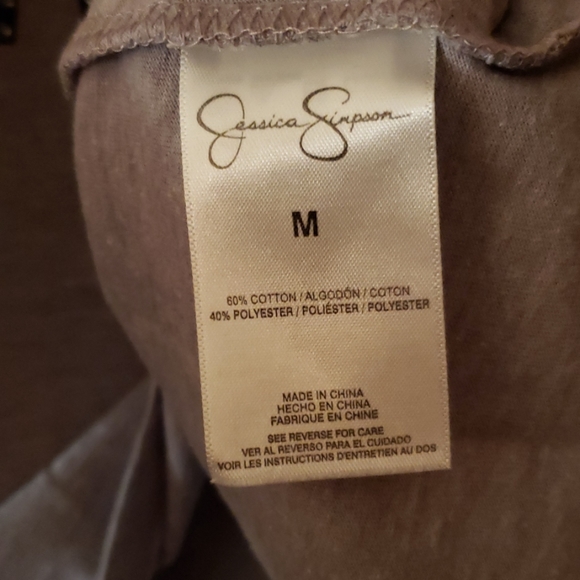 Jessica Simpson
M
60% COTTON / ALGODÓN / COTON
40% POLYESTER / POLIÉSTER / POLYESTER
MADE IN CHINA
HECHO EN CHINA
FABRIQUE EN CHINE
SEE REVERSE FOR CARE
VER AL REVERSO PARA EL CUIDADO
VOIR LES INSTRUCTIONS D'ENTRETIEN AU DOS